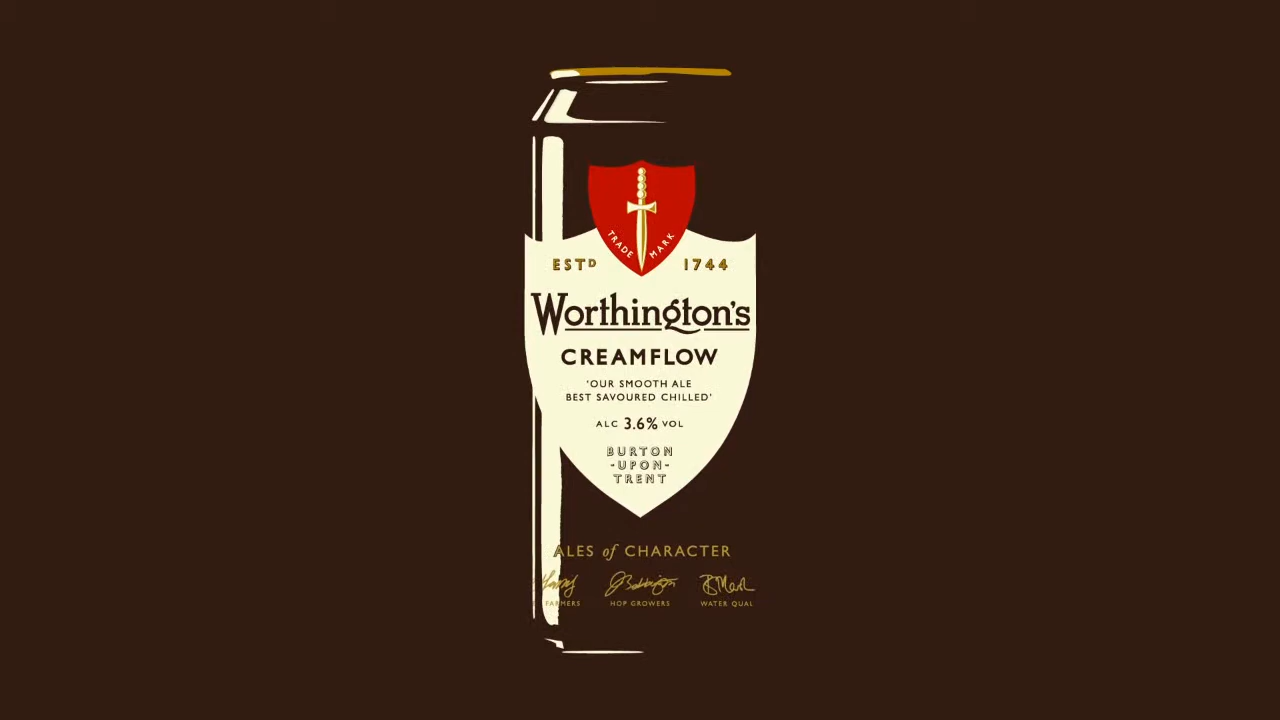 TRADE MARK
ESTD 1744
Worthington's
CREAMFLOW
'OUR SMOOTH ALE
BEST SAVOURED CHILLED'
ALC 3.6% VOL
BURTON
-UPON-
TRENT
ALES of CHARACTER
FARMERS HOP GROWERS WATER QUAL